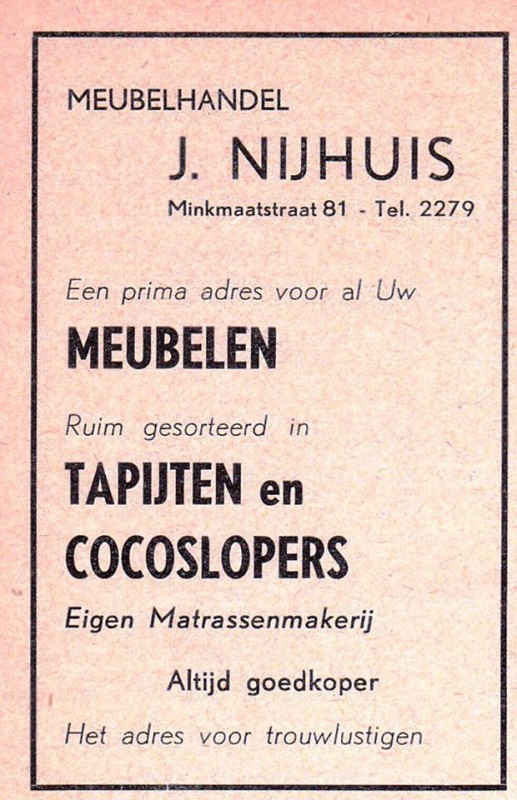 MEUBELHANDEL
J. NIJHUIS
Minkmaatstraat 81 - Tel. 2279
Een prima adres voor al Uw
MEUBELEN
Ruim gesorteerd in
TAPIJTEN en
COCOSLOPERS
Eigen Matrassenmakerij
Altijd goedkoper
Het adres voor trouwlustigen